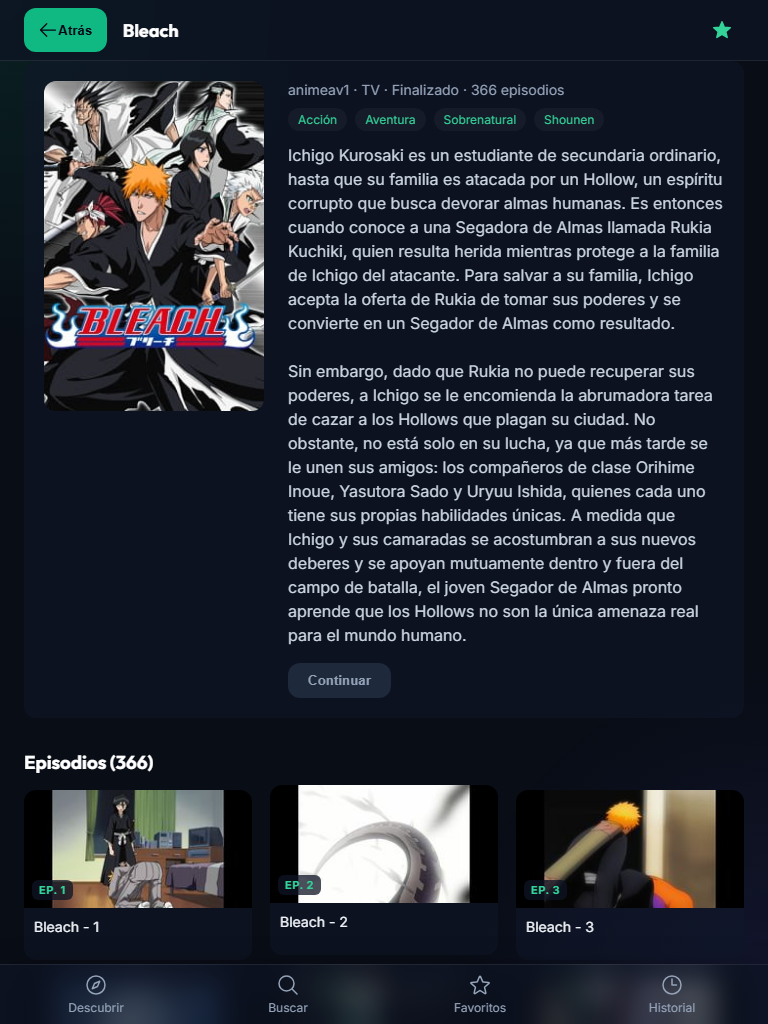 Atrás
Bleach
animeav1 · TV · Finalizado · 366 episodios
Acción
Aventura
Sobrenatural
Shounen
Ichigo Kurosaki es un estudiante de secundaria ordinario,
hasta que su familia es atacada por un Hollow, un espíritu
corrupto que busca devorar almas humanas. Es entonces
cuando conoce a una Segadora de Almas llamada Rukia
Kuchiki, quien resulta herida mientras protege a la familia
de Ichigo del atacante. Para salvar a su familia, Ichigo
acepta la oferta de Rukia de tomar sus poderes y se
convierte en un Segador de Almas como resultado.
Sin embargo, dado que Rukia no puede recuperar sus
poderes, a Ichigo se le encomienda la abrumadora tarea
de cazar a los Hollows que plagan su ciudad. No
obstante, no está solo en su lucha, ya que más tarde se
le unen sus amigos: los compañeros de clase Orihime
Inoue, Yasutora Sado y Uryuu Ishida, quienes cada uno
tiene sus propias habilidades únicas. A medida que
Ichigo y sus camaradas se acostumbran a sus nuevos
deberes y se apoyan mutuamente dentro y fuera del
campo de batalla, el joven Segador de Almas pronto
aprende que los Hollows no son la única amenaza real
para el mundo humano.
BLEACH
ブリーチ
Continuar
Episodios (366)
EP. 1
Bleach - 1
EP. 2
Bleach - 2
EP. 3
Bleach - 3
Descubrir
Buscar
Favoritos
Historial